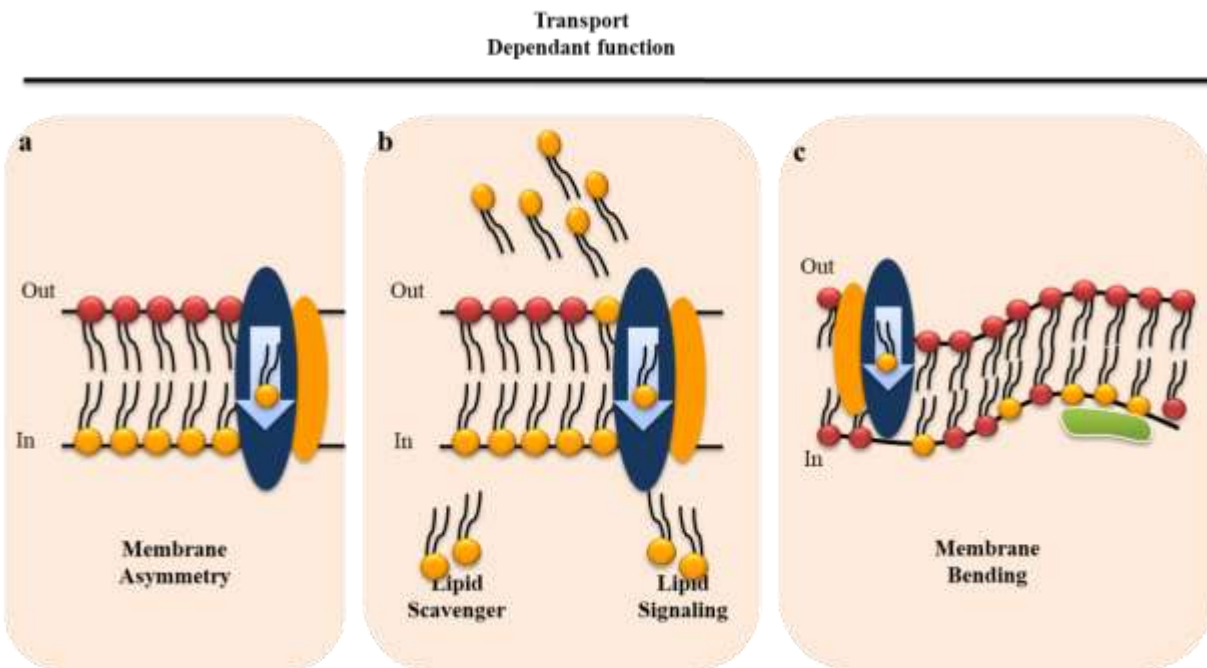 Transport
Dependant function
a
Out
In
Membrane
Asymmetry
b
Out
In
Lipid
Scavenger
Lipid
Signaling
c
Out
In
Membrane
Bending